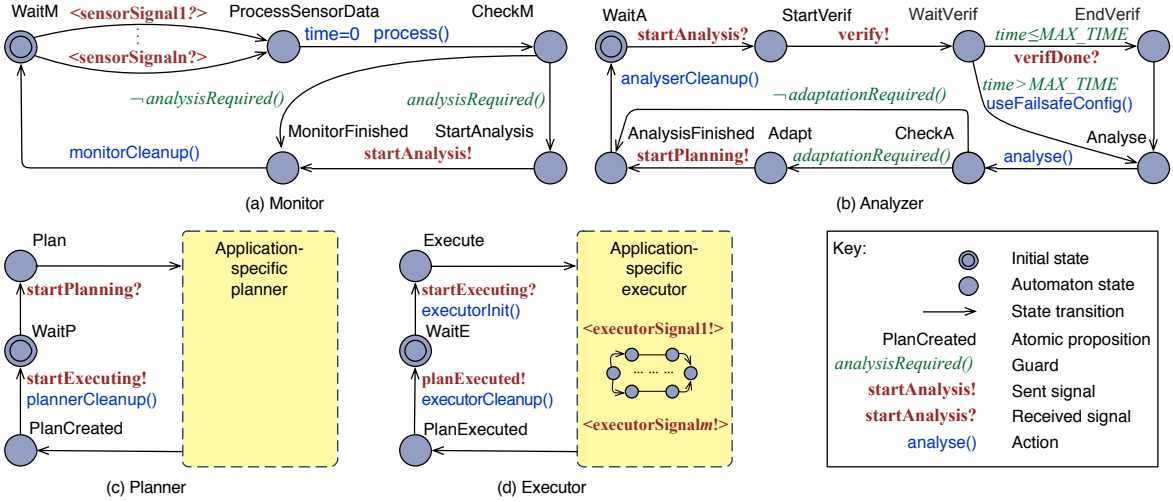 WaitM
<sensorSignal1?>
ProcessSensorData
CheckM
time=0 process()
<sensorSignaln?>
¬analysisRequired()
analysisRequired()
MonitorFinished
StartAnalysis
monitorCleanup()
startAnalysis!
(a) Monitor
WaitA
StartVerif
WaitVerif
EndVerif
startAnalysis?
verify!
time≤MAX_TIME
verifDone?
analyserCleanup()
time>MAX_TIME
¬adaptationRequired()
useFailsafeConfig()
AnalysisFinished
Adapt
CheckA
Analyse
startPlanning!
adaptationRequired()
analyse()
(b) Analyzer
Plan
startPlanning?
WaitP
startExecuting!
plannerCleanup()
PlanCreated
Application-
specific
planner
(c) Planner
Execute
startExecuting?
executorInit()
WaitE
planExecuted!
executorCleanup()
PlanExecuted
Application-
specific
executor
<executorSignal1!>
... ... ...
<executorSignalm!>
(d) Executor
Key:
Initial state
Automaton state
State transition
PlanCreated Atomic proposition
analysisRequired() Guard
startAnalysis! Sent signal
startAnalysis? Received signal
analyse() Action